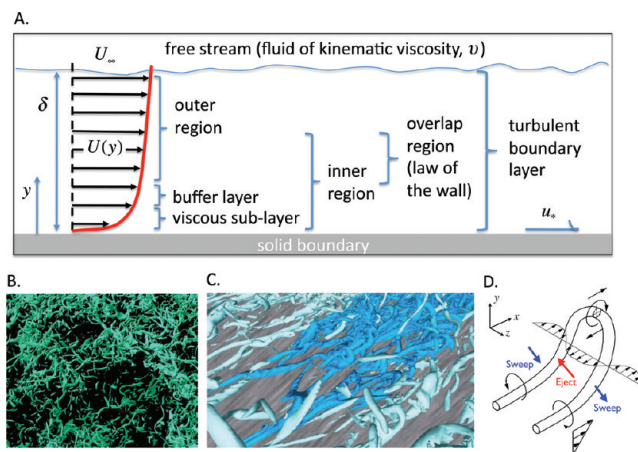 A.
free stream (fluid of kinematic viscosity, υ)
U∞
δ
outer
region
U(y)
y
buffer layer
viscous sub-layer
inner
region
overlap
region
(law of
the wall)
turbulent
boundary
layer
u*
solid boundary
B.
C.
D.
y
x
z
Sweep
Eject
Sweep